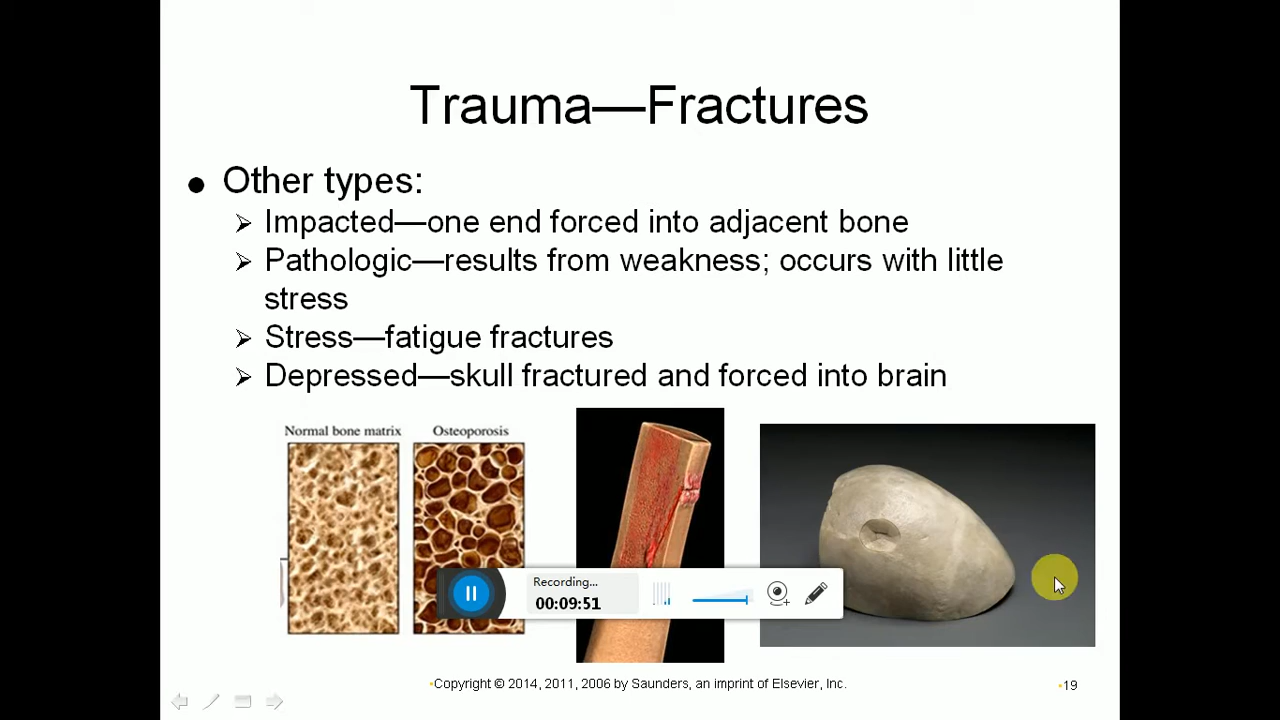 Trauma—Fractures
● Other types:
➢ Impacted—one end forced into adjacent bone
➢ Pathologic—results from weakness; occurs with little
stress
➢ Stress—fatigue fractures
➢ Depressed—skull fractured and forced into brain
Normal bone matrix
Osteoporosis
Recording...
00:09:51
•Copyright © 2014, 2011, 2006 by Saunders, an imprint of Elsevier, Inc.
•19